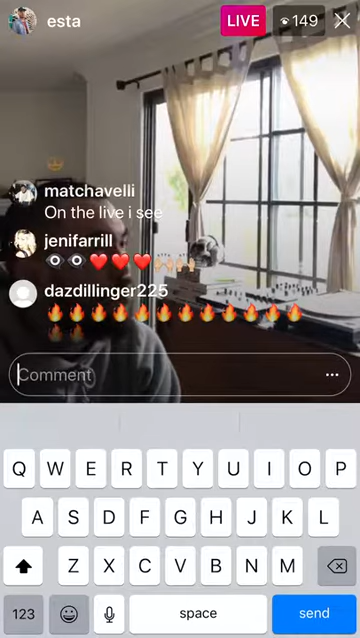 esta
LIVE
149
matchavelli
On the live i see
jenifarrill
dazdillinger225
Comment
Q W E R T Y U I O P
A S D F G H J K L
Z X C V B N M
123 space send